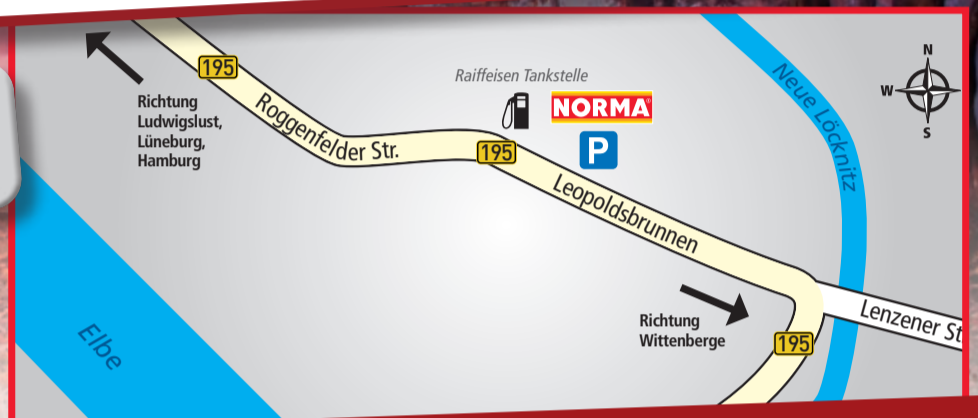 195
Richtung
Ludwigslust,
Lüneburg,
Hamburg
Roggenfelder Str.
Raiffeisen Tankstelle
NORMA®
P
195
Leopoldsbrunnen
Neue Löcknitz
N
W
S
Elbe
Richtung
Wittenberge
195
Lenzener St